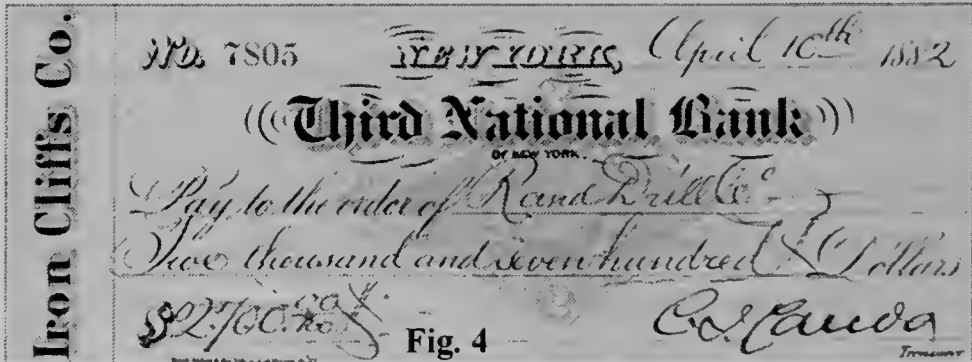 Iron Cliffs Co.
No. 7805 NEW YORK, April 10th 1882
Third National Bank
OF NEW YORK.
Pay to the order of Rand Drill Co
Two thousand and seven hundred Dollars
$2700.00
Fig. 4
Treasurer